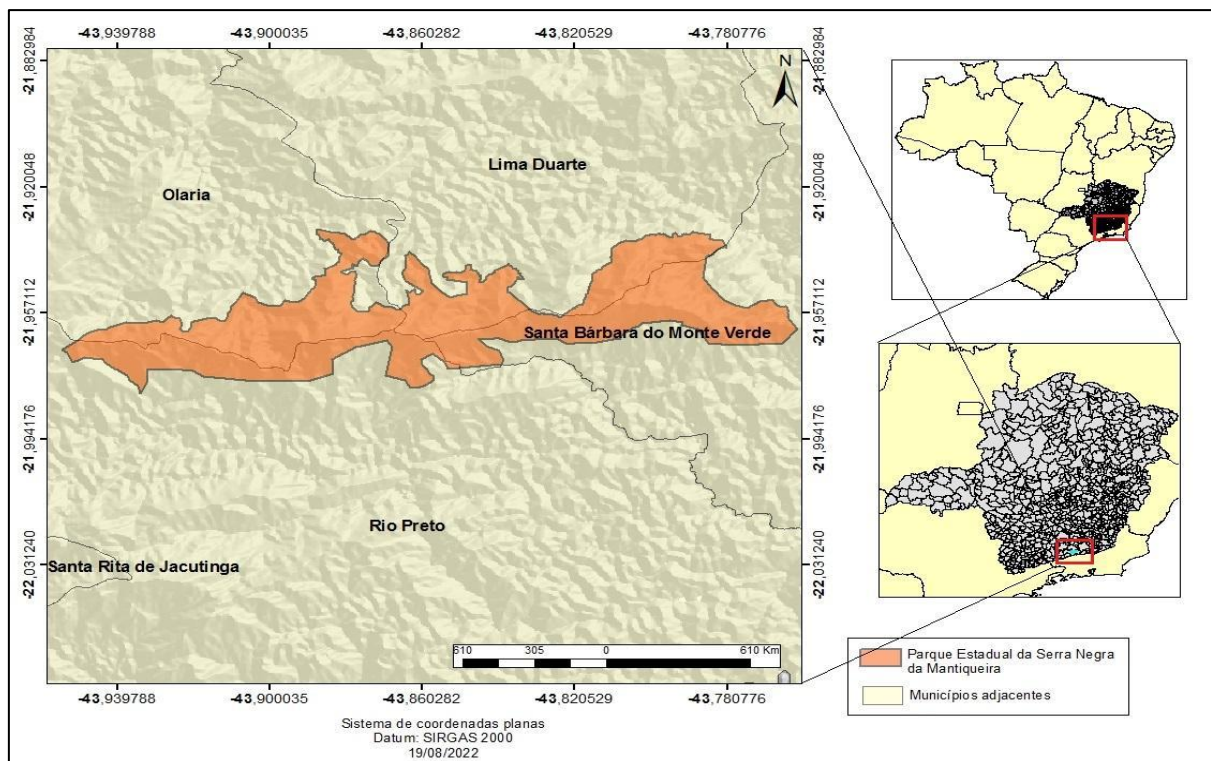 -43,939788 -43,900035 -43,860282 -43,820529 -43,780776
-21,882984 -21,882984
N
Lima Duarte
Olaria
-21,920048 -21,920048
-21,957112 -21,957112
Santa Bárbara do Monte Verde
-21,994176 -21,994176
Rio Preto
-22,031240 -22,031240
Santa Rita de Jacutinga
610 305 0 610 Km
-43,939788 -43,900035 -43,860282 -43,820529 -43,780776
Sistema de coordenadas planas
Datum: SIRGAS 2000
19/08/2022
Parque Estadual da Serra Negra
da Mantiqueira
Municípios adjacentes